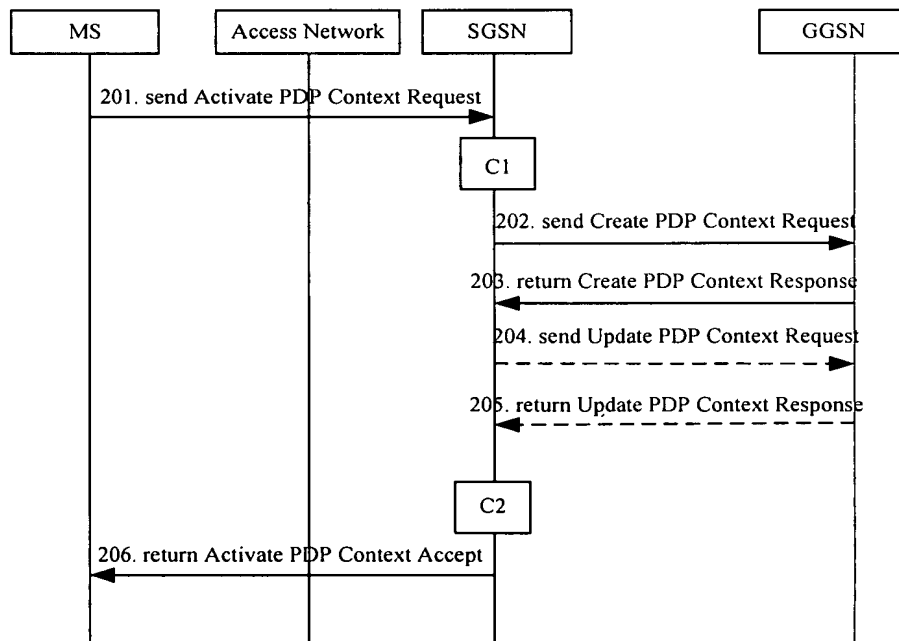 MS
Access Network
SGSN
GGSN
201. send Activate PDP Context Request
C1
202. send Create PDP Context Request
203. return Create PDP Context Response
204. send Update PDP Context Request
205. return Update PDP Context Response
C2
206. return Activate PDP Context Accept